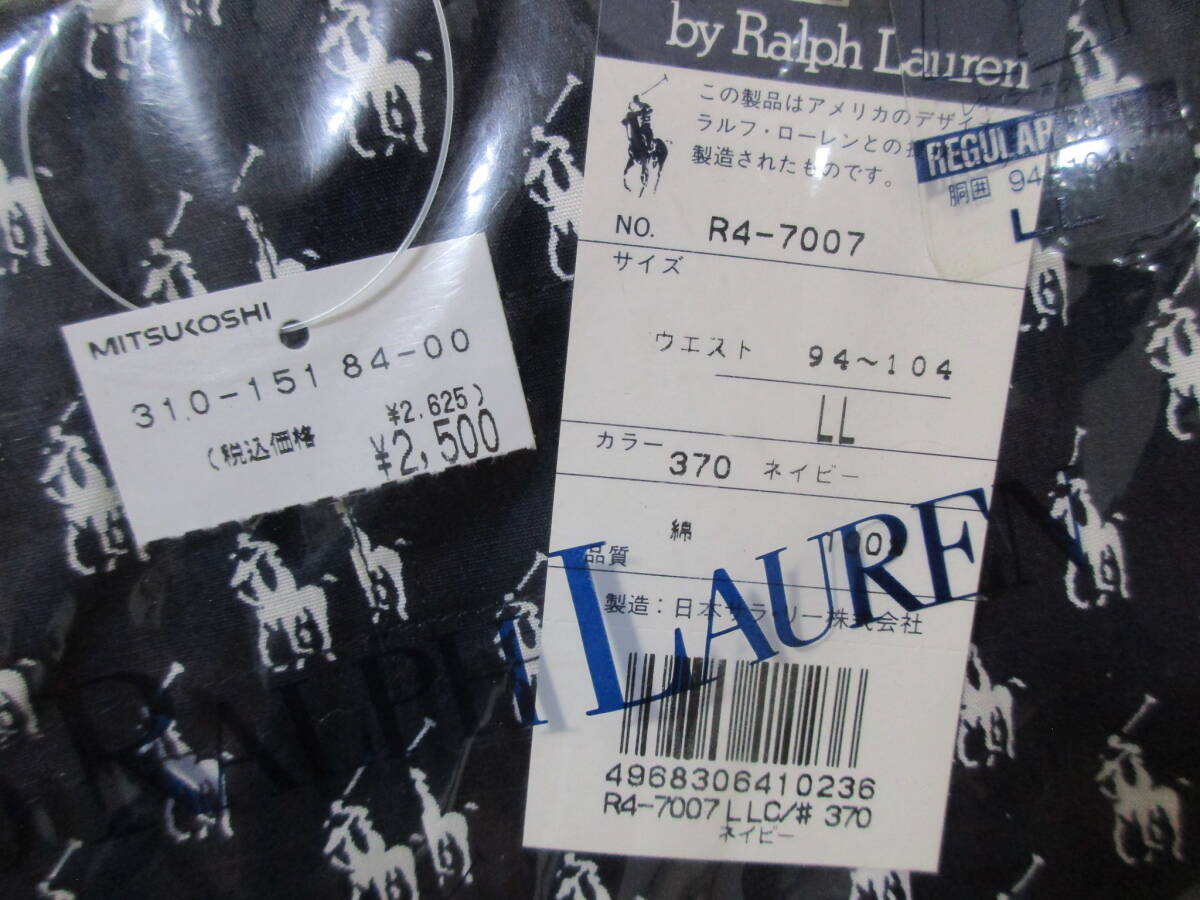 MITSUKOSHI
310-151 84-00
¥2.625)
(税込価格
¥2,500
by Ralph Lauren
この製品はアメリカのデザイ
ラルフ・ローレンとの
製造されたものです。
NO. R4-7007
サイズ
ウエスト 94~104
LL
カラー 370 ネイビー
綿 100
品質
製造:日本サラ・リー株式会社
4968306410236
R4-7007 LLC/# 370
ネイビー
REGULAR
胴囲 94 104
LL
RALPH LAUREN